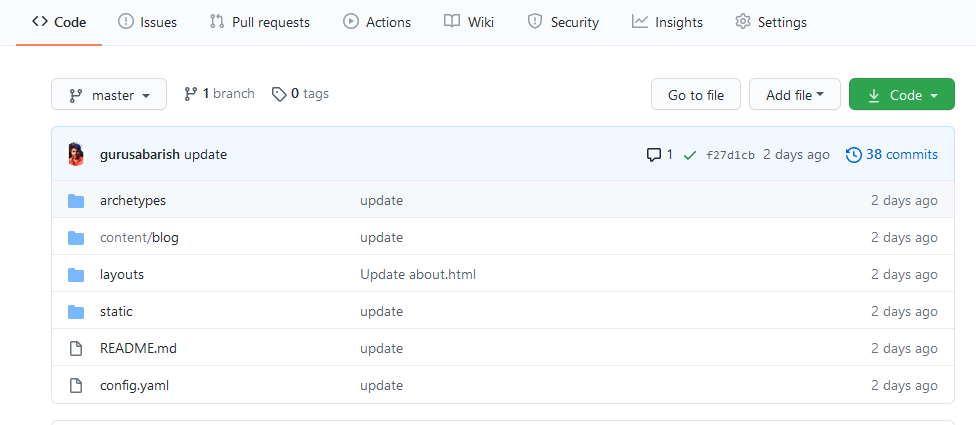 Code Issues Pull requests Actions Wiki Security Insights Settings
master 1 branch 0 tags Go to file Add file Code
gurusabarish update 1 f27d1cb 2 days ago 38 commits
archetypes update 2 days ago
content/blog update 2 days ago
layouts Update about.html 2 days ago
static update 2 days ago
README.md update 2 days ago
config.yaml update 2 days ago